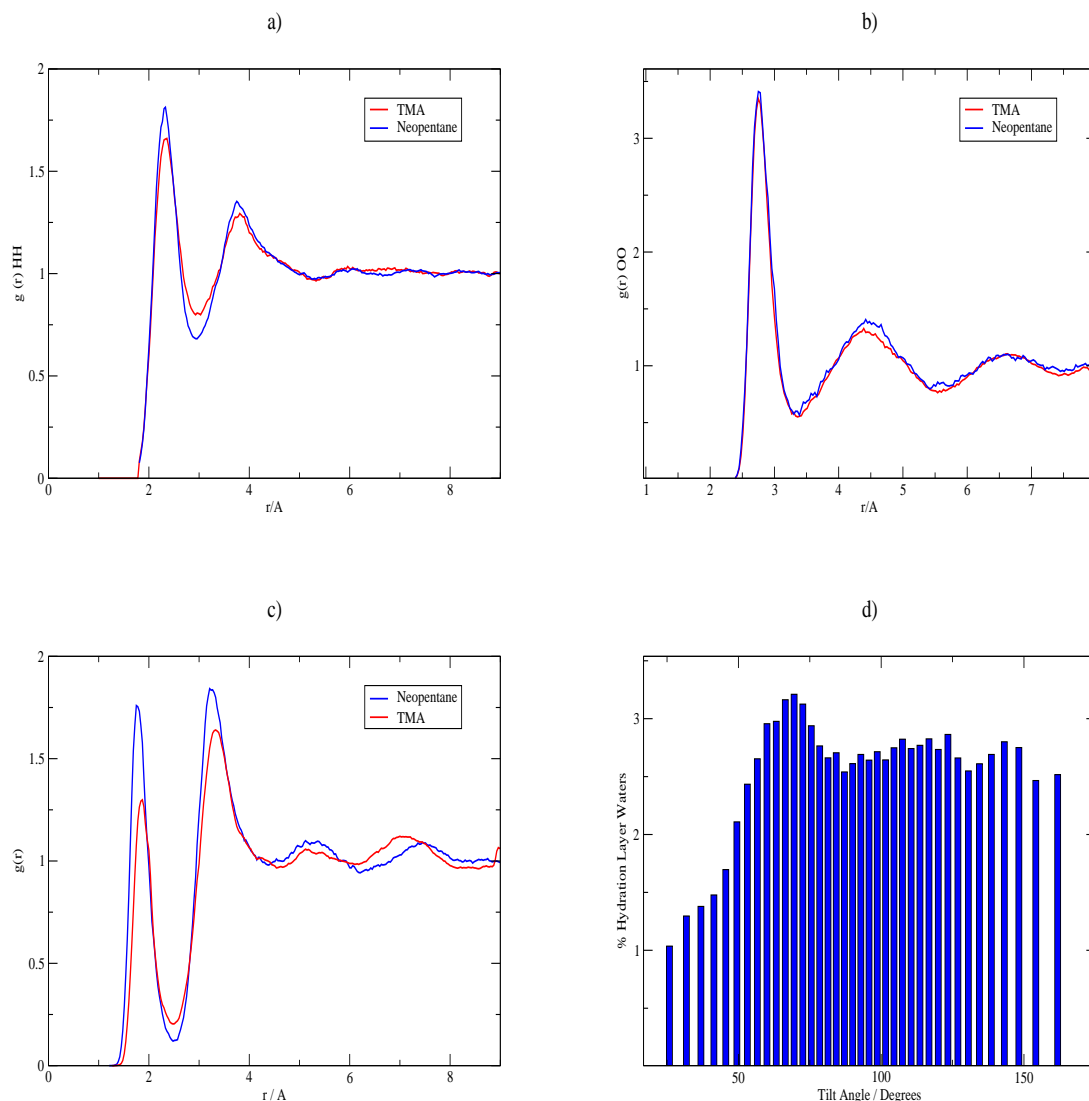 a)
2
1.5
1
0.5
0
0
2
4
6
8
g (r) HH
r/A
TMA
Neopentane
b)
3
2
1
1
2
3
4
5
6
7
g(r) OO
r/A
TMA
Neopentane
c)
2
1.5
1
0.5
0
0
2
4
6
8
g(r)
r / A
Neopentane
TMA
d)
3
2
1
50
100
150
% Hydration Layer Waters
Tilt Angle / Degrees